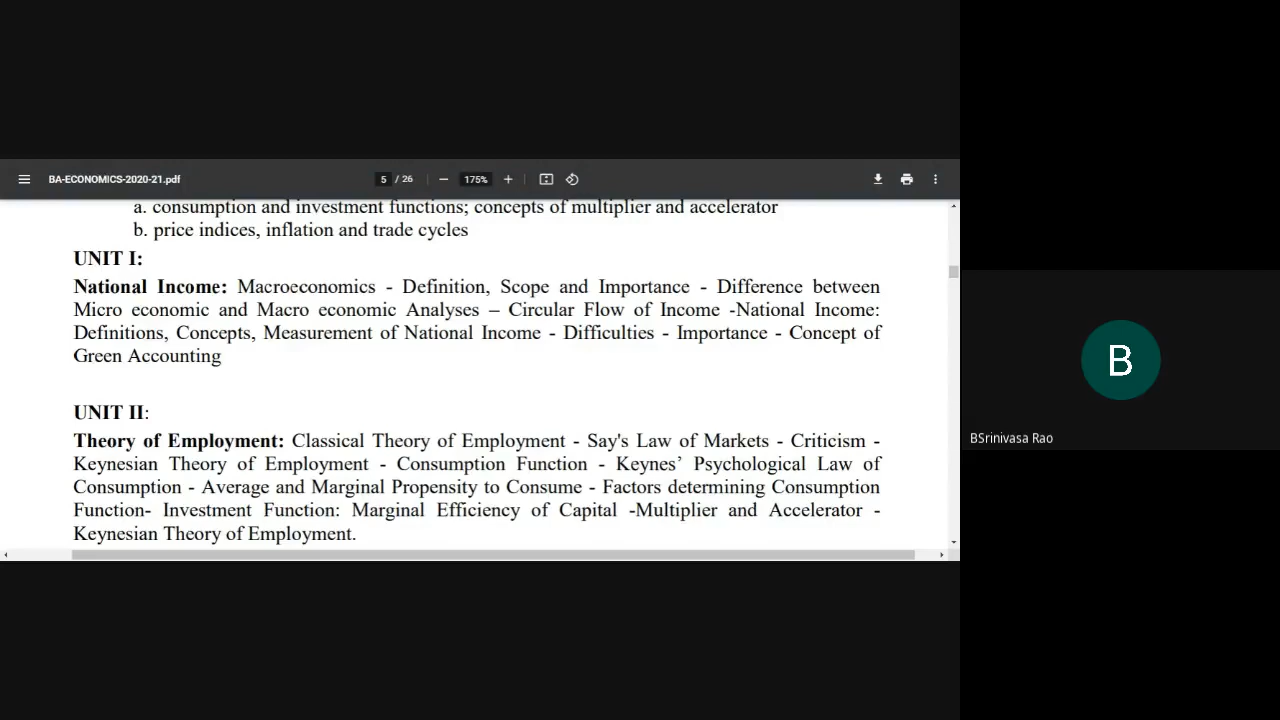 BA-ECONOMICS-2020-21.pdf
5 / 26
175%
a. consumption and investment functions; concepts of multiplier and accelerator
b. price indices, inflation and trade cycles
UNIT I:
National Income: Macroeconomics - Definition, Scope and Importance - Difference between
Micro economic and Macro economic Analyses – Circular Flow of Income -National Income:
Definitions, Concepts, Measurement of National Income - Difficulties - Importance - Concept of
Green Accounting
UNIT II:
Theory of Employment: Classical Theory of Employment - Say's Law of Markets - Criticism -
Keynesian Theory of Employment - Consumption Function - Keynes’ Psychological Law of
Consumption - Average and Marginal Propensity to Consume - Factors determining Consumption
Function- Investment Function: Marginal Efficiency of Capital -Multiplier and Accelerator -
Keynesian Theory of Employment.
B
BSrinivasa Rao